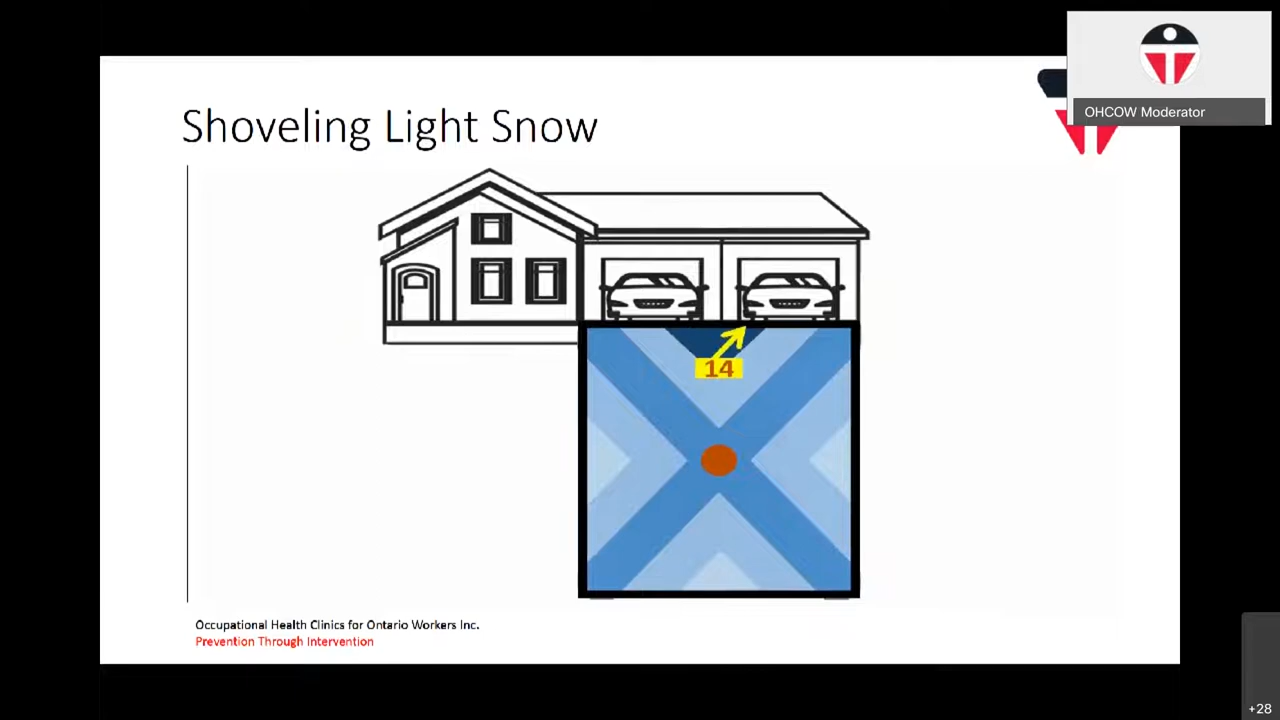 OHCOW Moderator
Shoveling Light Snow
14
Occupational Health Clinics for Ontario Workers Inc.
Prevention Through Intervention
+28